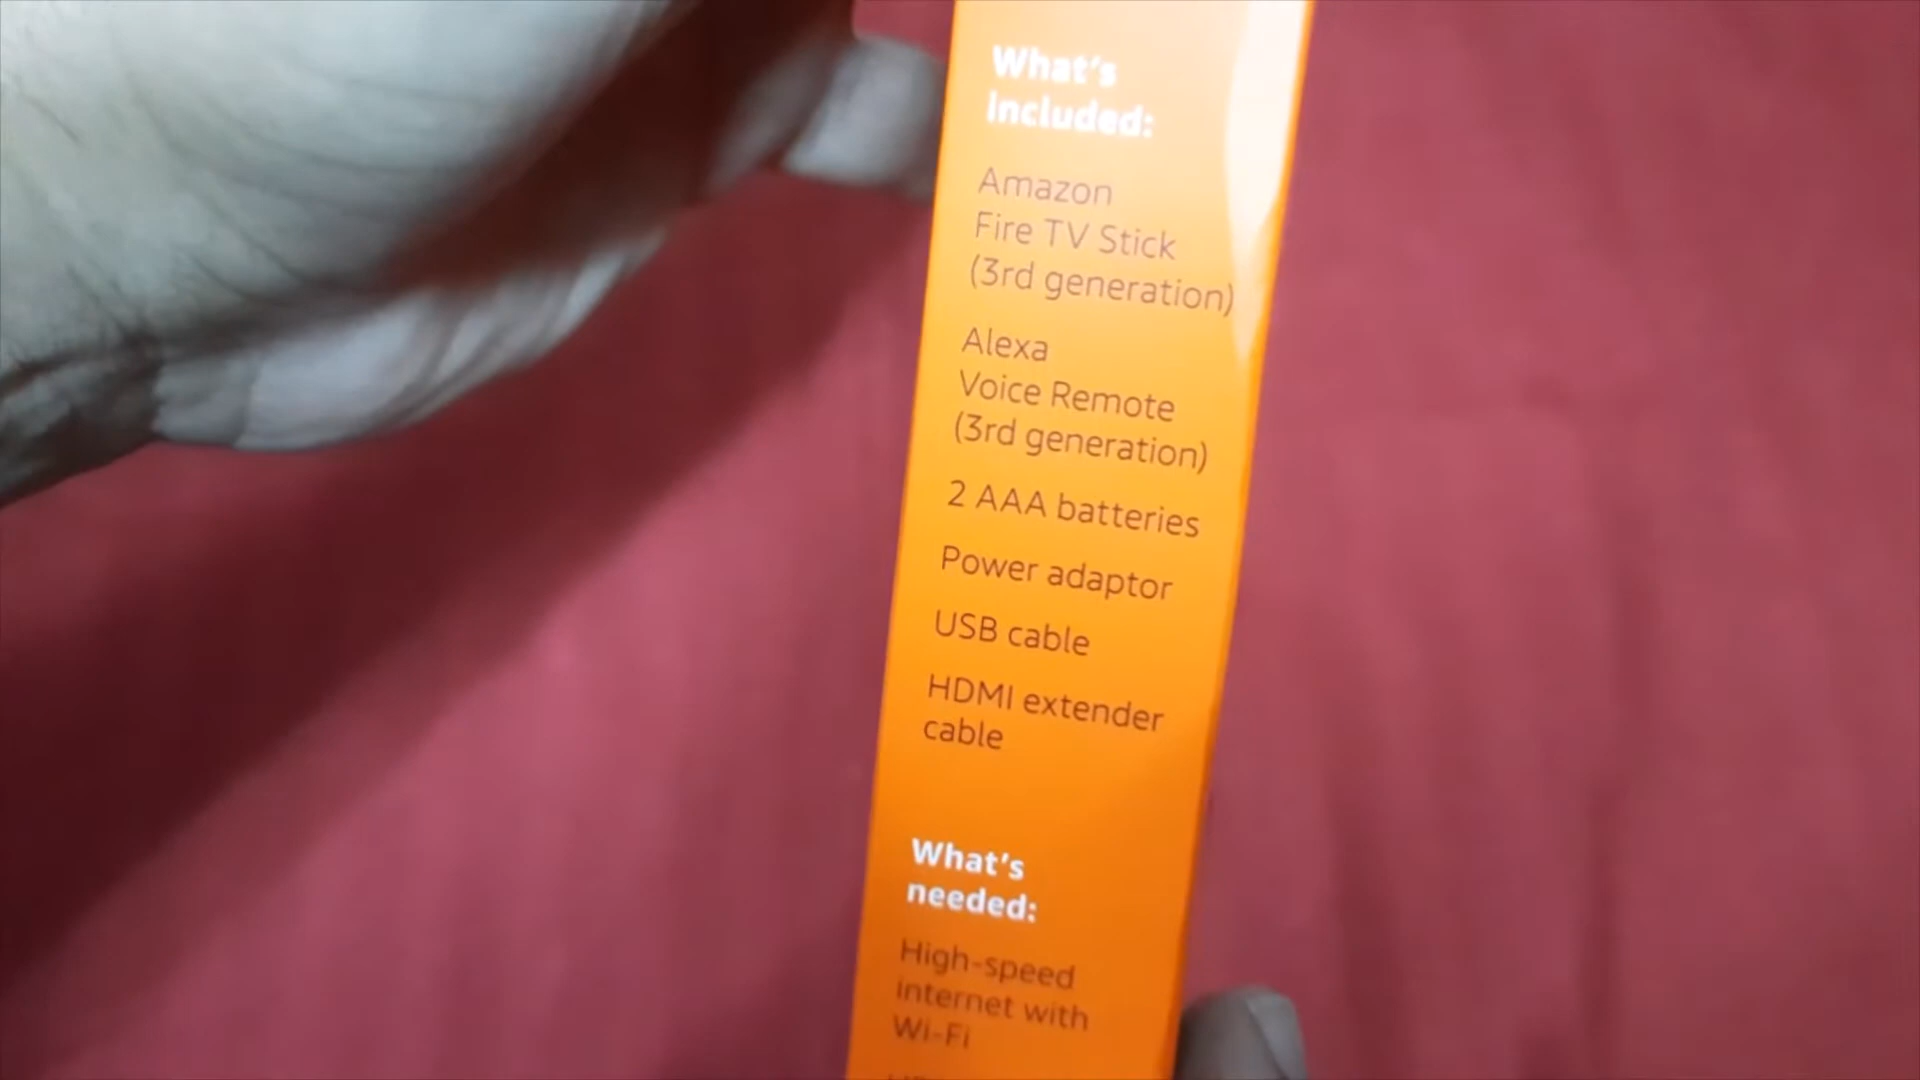 What's
included:
Amazon
Fire TV Stick
(3rd generation)
Alexa
Voice Remote
(3rd generation)
2 AAA batteries
Power adaptor
USB cable
HDMI extender
cable
What's
needed:
High-speed
internet with
Wi-Fi